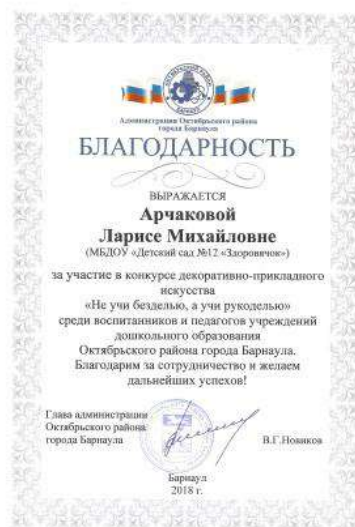 Администрация Октябрьского района
города Барнаула
БЛАГОДАРНОСТЬ
ВЫРАЖАЕТСЯ
Арчаковой
Ларисе Михайловне
(МБДОУ «Детский сад №12 «Здоровячок»)
за участие в конкурсе декоративно-прикладного
искусства
«Не учи безделью, а учи рукоделью»
среди воспитанников и педагогов учреждений
дошкольного образования
Октябрьского района города Барнаула.
Благодарим за сотрудничество и желаем
дальнейших успехов!
Глава администрации
Октябрьского района
города Барнаула
В.Г.Новиков
Барнаул
2018 г.